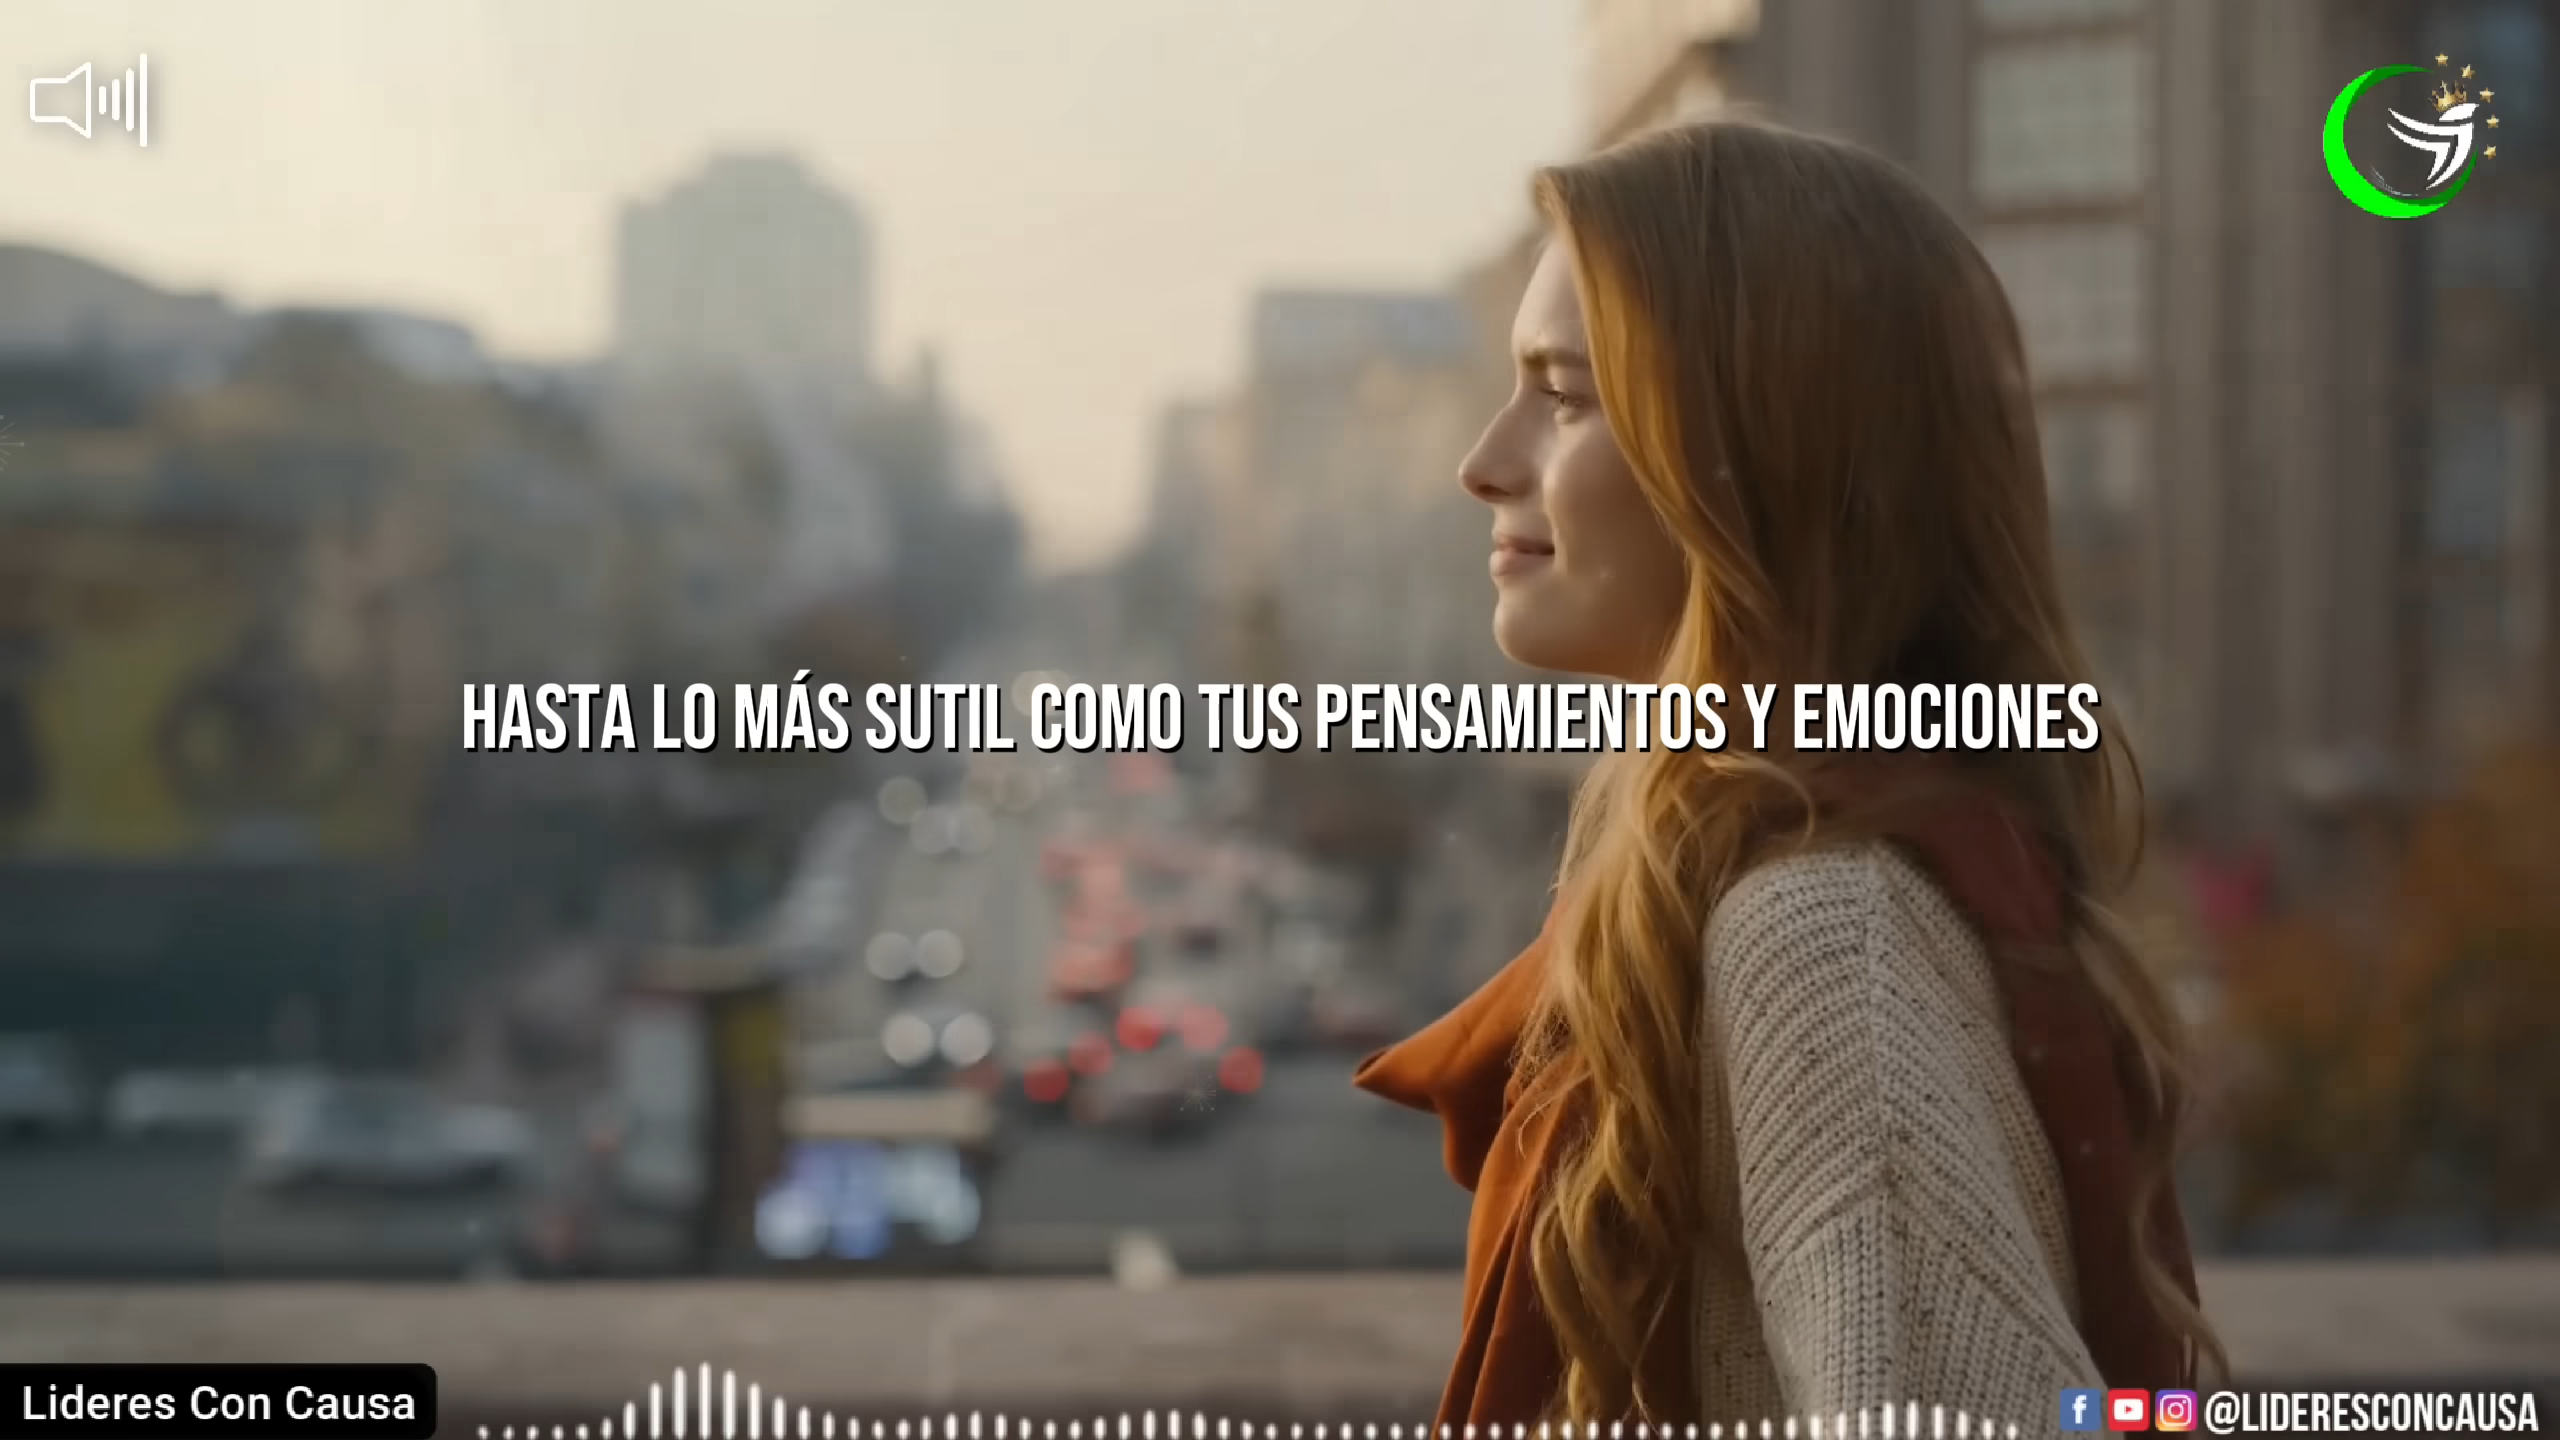 HASTA LO MÁS SUTIL COMO TUS PENSAMIENTOS Y EMOCIONES
Lideres Con Causa
@LIDERESCONCAUSA